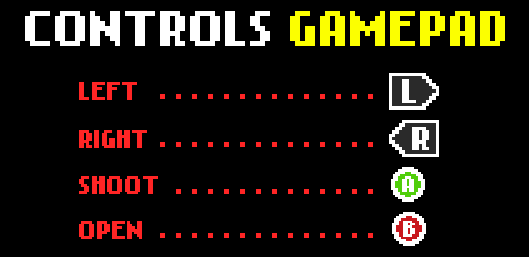 CONTROLS GAMEPAD
LEFT .............. L
RIGHT .............. R
SHOOT ............. A
OPEN .............. B